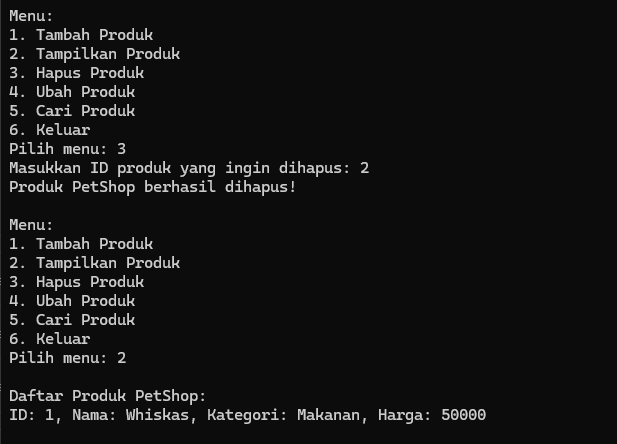 Menu:
1. Tambah Produk
2. Tampilkan Produk
3. Hapus Produk
4. Ubah Produk
5. Cari Produk
6. Keluar
Pilih menu: 3
Masukkan ID produk yang ingin dihapus: 2
Produk PetShop berhasil dihapus!
Menu:
1. Tambah Produk
2. Tampilkan Produk
3. Hapus Produk
4. Ubah Produk
5. Cari Produk
6. Keluar
Pilih menu: 2
Daftar Produk PetShop:
ID: 1, Nama: Whiskas, Kategori: Makanan, Harga: 50000